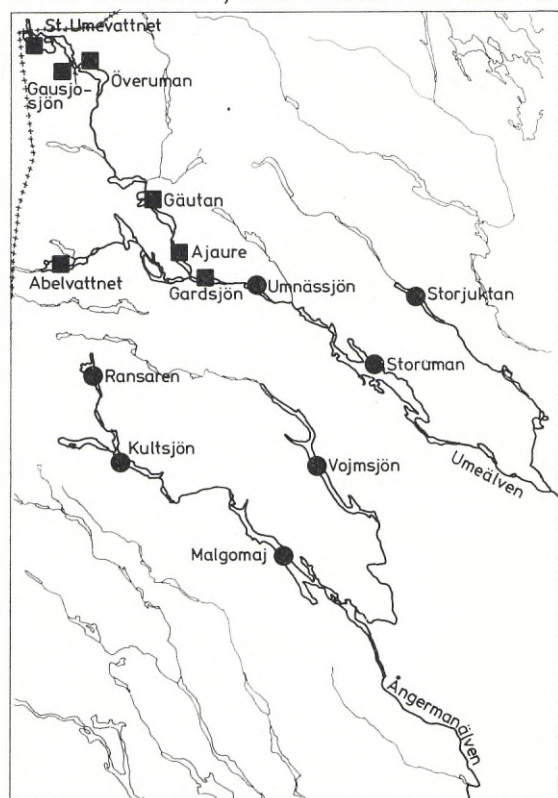 St. Umevattnet
Gausjo-
sjön
Överuman
Gäutan
Ajaure
Abelvattnet
Gardsjön
Umnässjön
Storjuktan
Storuman
Ransaren
Kultsjön
Vojmsjön
Umeälven
Malgomaj
Ångermanälven